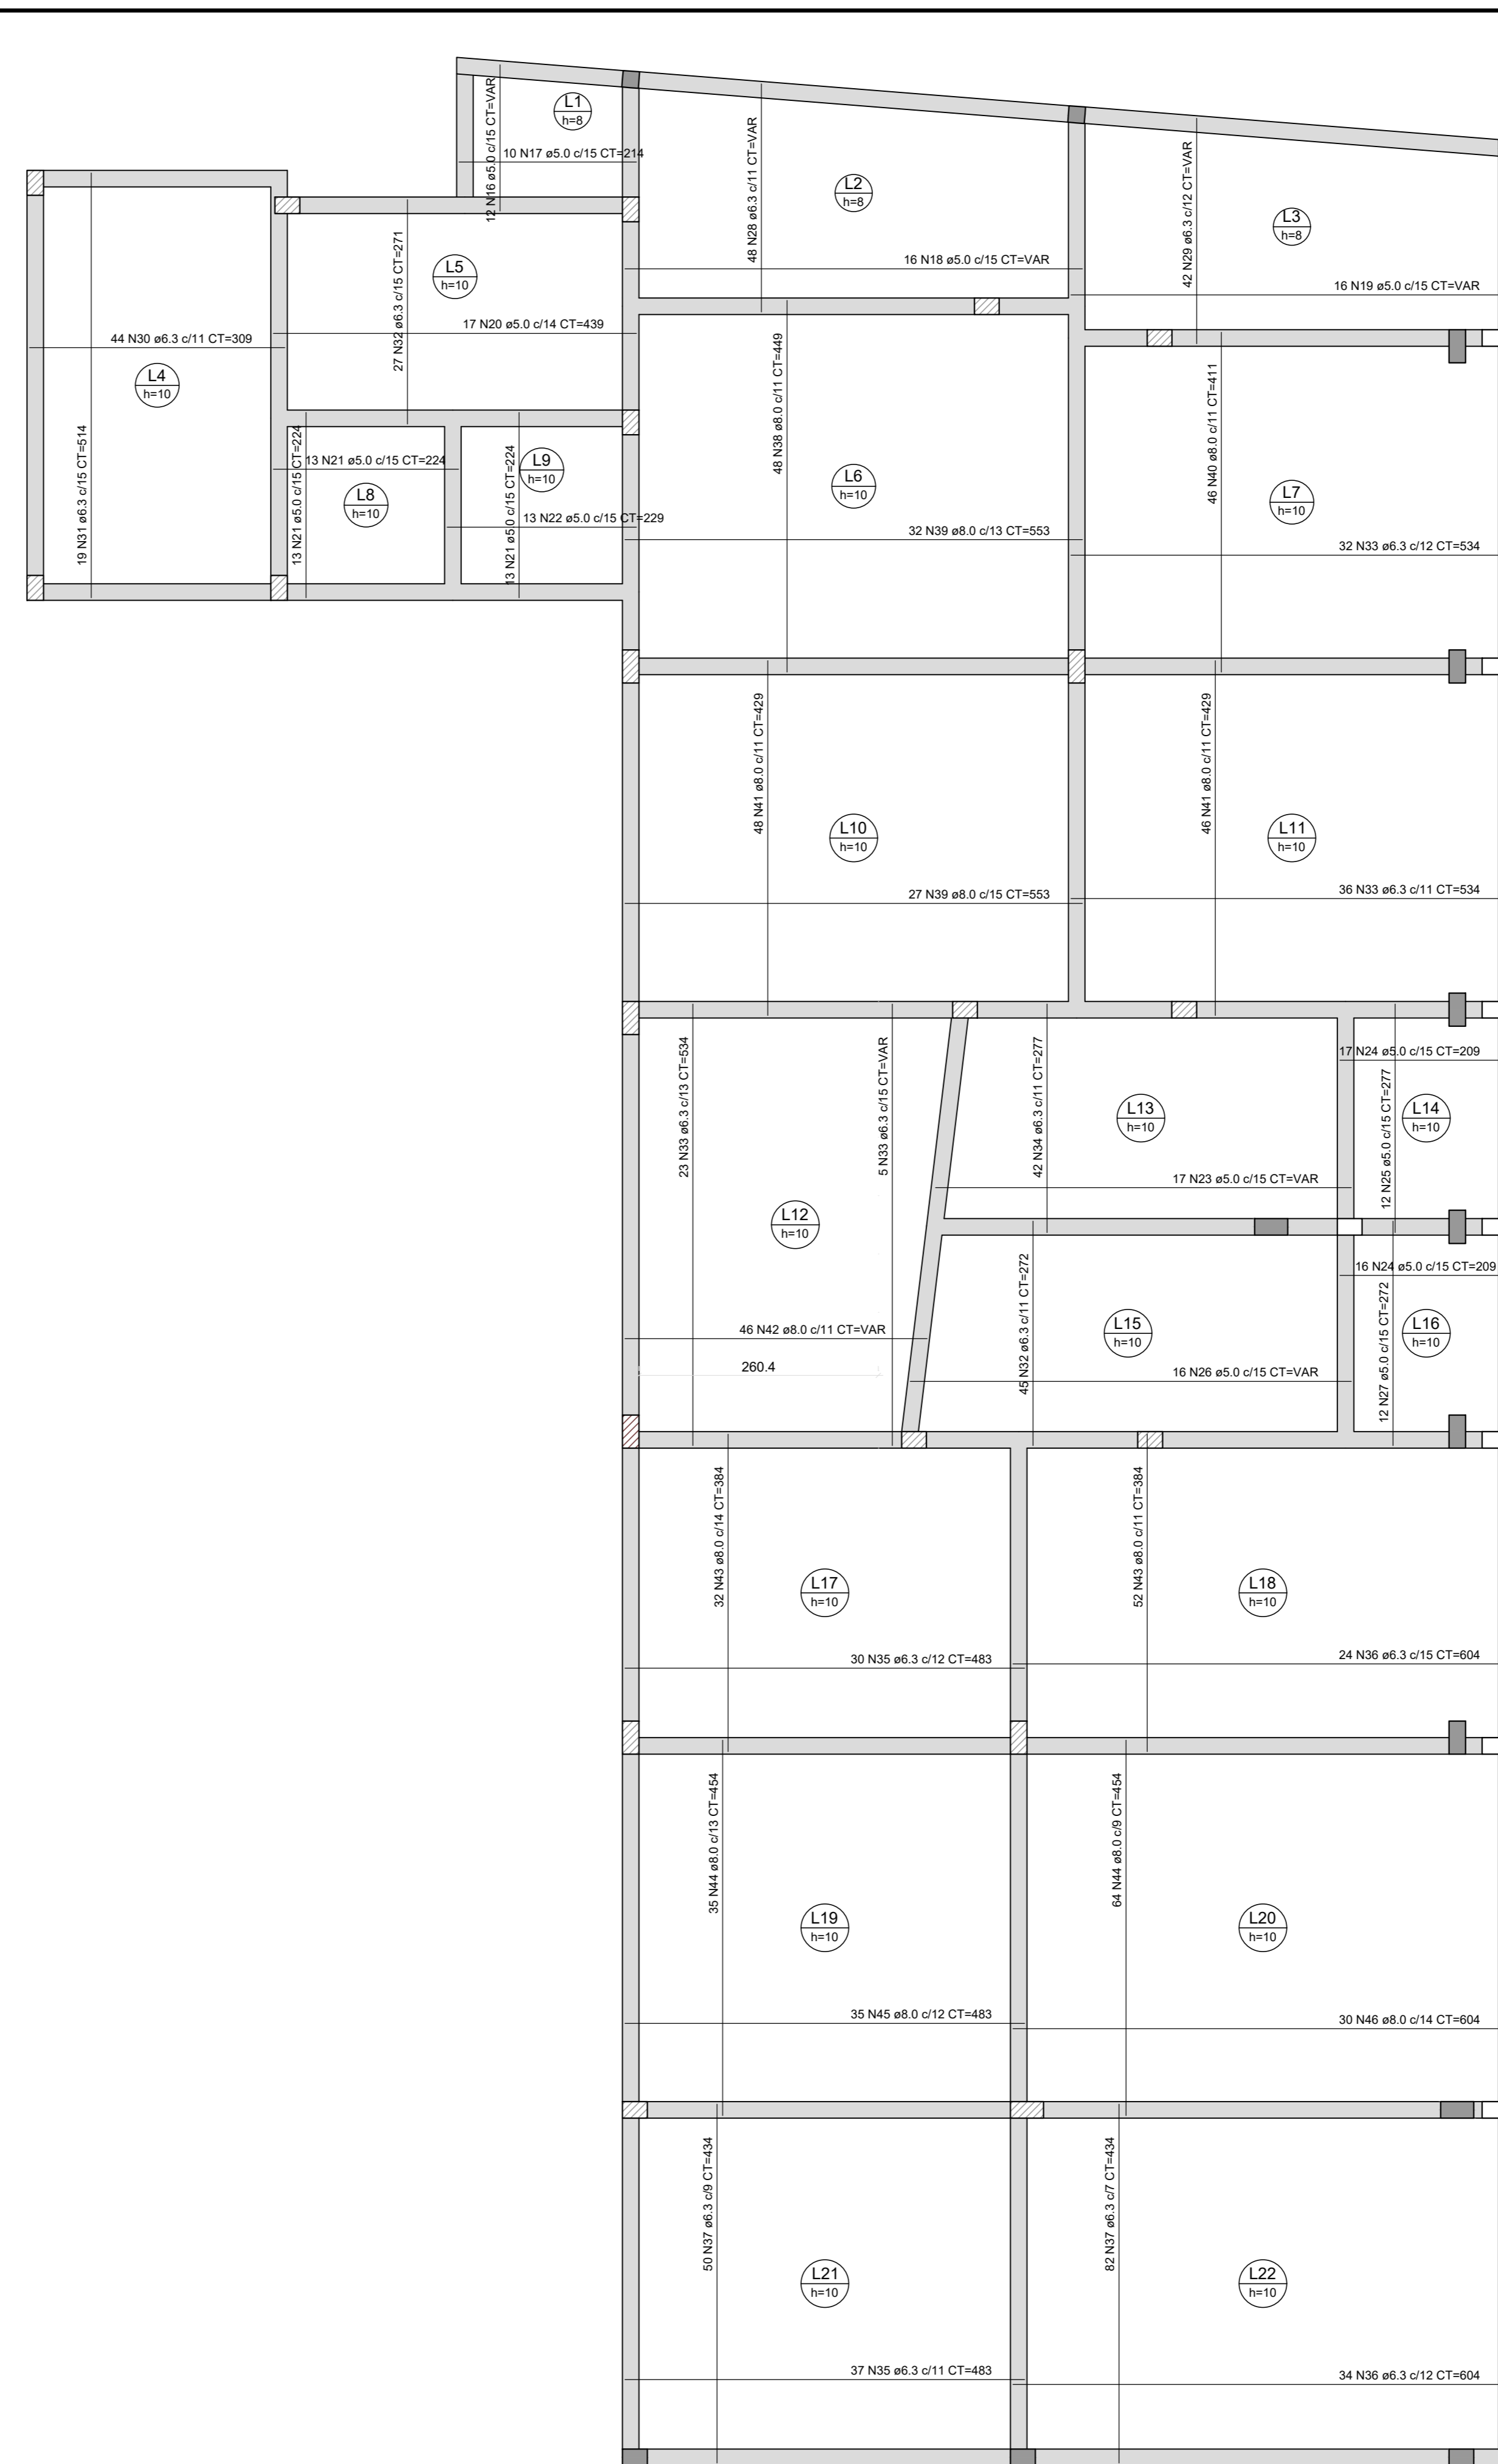 L1
h=8
12 N16 ø5.0 c/15 CT=VAR
10 N17 ø5.0 c/15 CT=214
L2
h=8
48 N28 ø6.3 c/11 CT=VAR
16 N18 ø5.0 c/15 CT=VAR
L3
h=8
42 N29 ø6.3 c/12 CT=VAR
16 N19 ø5.0 c/15 CT=VAR
L4
h=10
44 N30 ø6.3 c/11 CT=309
19 N31 ø6.3 c/15 CT=514
L5
h=10
27 N32 ø6.3 c/15 CT=271
17 N20 ø5.0 c/14 CT=439
L8
h=10
13 N21 ø5.0 c/15 CT=224
13 N21 ø5.0 c/15 CT=224
L9
h=10
13 N21 ø5.0 c/15 CT=224
13 N22 ø5.0 c/15 CT=229
L6
h=10
48 N38 ø8.0 c/11 CT=449
32 N39 ø8.0 c/13 CT=553
L7
h=10
46 N40 ø8.0 c/11 CT=411
32 N33 ø6.3 c/12 CT=534
L10
h=10
48 N41 ø8.0 c/11 CT=429
27 N39 ø8.0 c/15 CT=553
L11
h=10
46 N41 ø8.0 c/11 CT=429
36 N33 ø6.3 c/11 CT=534
L12
h=10
23 N33 ø6.3 c/13 CT=534
5 N33 ø6.3 c/15 CT=VAR
46 N42 ø8.0 c/11 CT=VAR
260.4
L13
h=10
42 N34 ø6.3 c/11 CT=277
17 N23 ø5.0 c/15 CT=VAR
L14
h=10
17 N24 ø5.0 c/15 CT=209
12 N25 ø5.0 c/15 CT=277
L15
h=10
45 N32 ø6.3 c/11 CT=272
16 N26 ø5.0 c/15 CT=VAR
L16
h=10
16 N24 ø5.0 c/15 CT=209
12 N27 ø5.0 c/15 CT=272
L17
h=10
32 N43 ø8.0 c/14 CT=384
30 N35 ø6.3 c/12 CT=483
L18
h=10
52 N43 ø8.0 c/11 CT=384
24 N36 ø6.3 c/15 CT=604
L19
h=10
35 N44 ø8.0 c/13 CT=454
35 N45 ø8.0 c/12 CT=483
L20
h=10
64 N44 ø8.0 c/9 CT=454
30 N46 ø8.0 c/14 CT=604
L21
h=10
50 N37 ø6.3 c/9 CT=434
37 N35 ø6.3 c/11 CT=483
L22
h=10
82 N37 ø6.3 c/7 CT=434
34 N36 ø6.3 c/12 CT=604